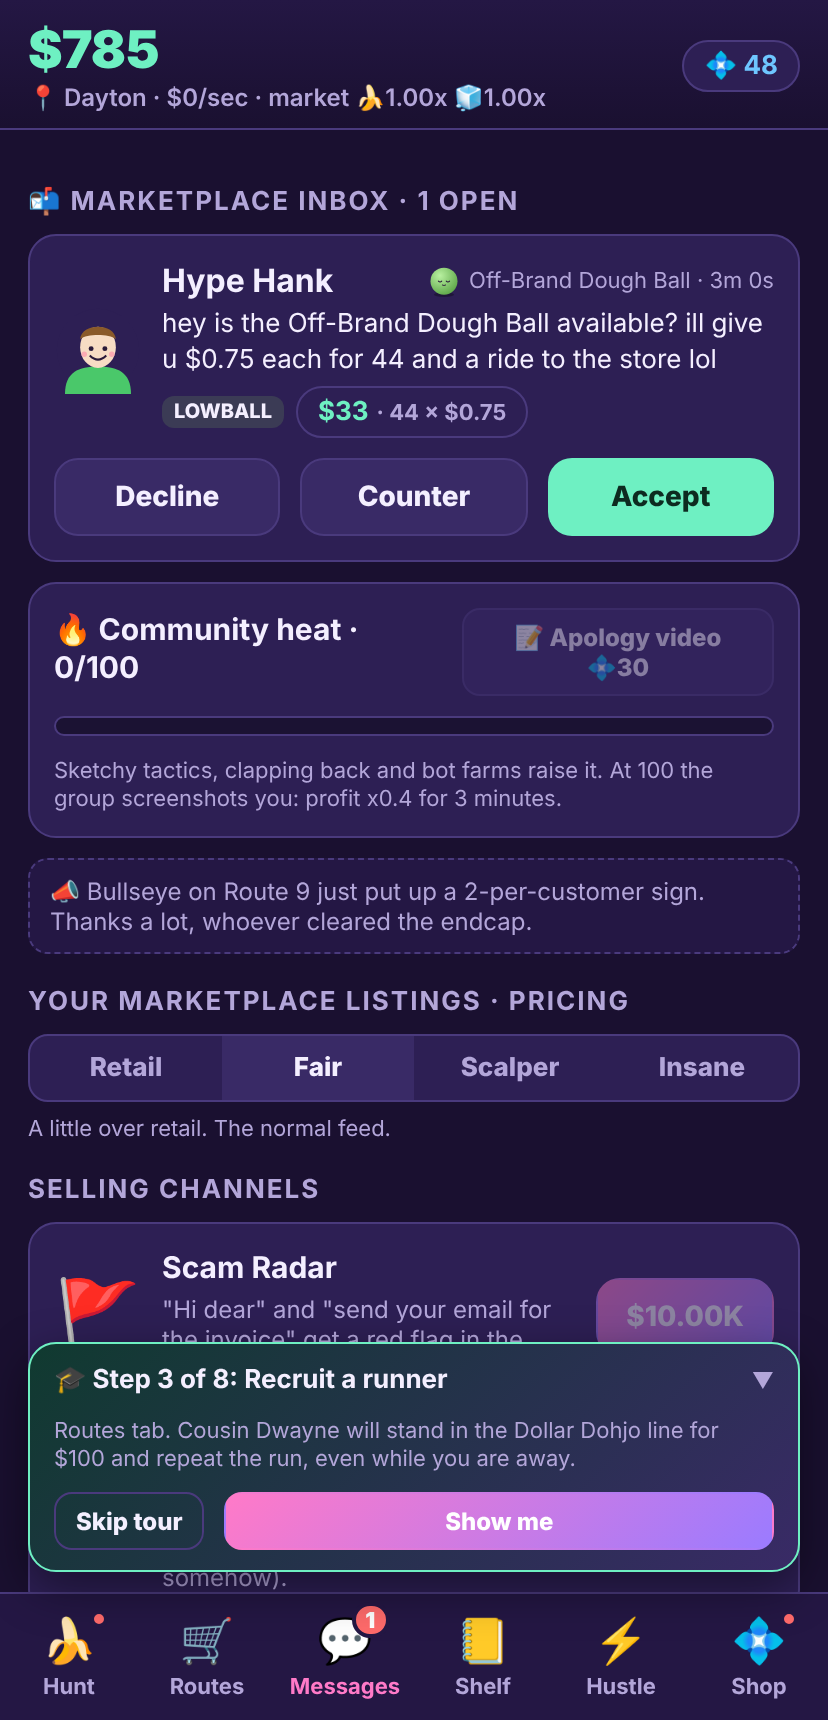 $785
📍 Dayton · $0/sec · market 🍌1.00x 🧊1.00x
💠 48
📬 MARKETPLACE INBOX · 1 OPEN
Hype Hank
Off-Brand Dough Ball · 3m 0s
hey is the Off-Brand Dough Ball available? ill give
u $0.75 each for 44 and a ride to the store lol
LOWBALL
$33 · 44 × $0.75
Decline
Counter
Accept
🔥 Community heat ·
0/100
📝 Apology video
💠30
Sketchy tactics, clapping back and bot farms raise it. At 100 the
group screenshots you: profit x0.4 for 3 minutes.
📣 Bullseye on Route 9 just put up a 2-per-customer sign.
Thanks a lot, whoever cleared the endcap.
YOUR MARKETPLACE LISTINGS · PRICING
Retail
Fair
Scalper
Insane
A little over retail. The normal feed.
SELLING CHANNELS
Scam Radar
"Hi dear" and "send your email for
the invoice" get a red flag in the
$10.00K
🎓 Step 3 of 8: Recruit a runner
▼
Routes tab. Cousin Dwayne will stand in the Dollar Dohjo line for
$100 and repeat the run, even while you are away.
Skip tour
Show me
somehow).
1
Hunt
Routes
Messages
Shelf
Hustle
Shop